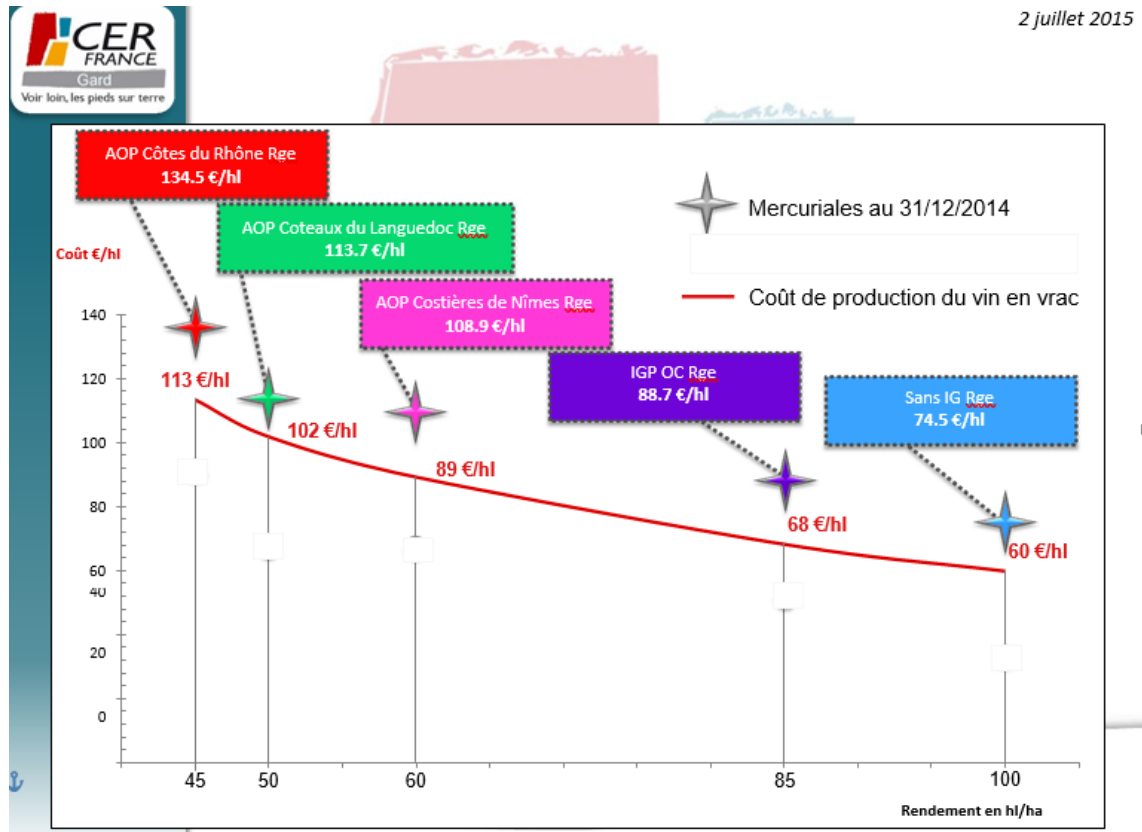 2 juillet 2015
CER
FRANCE
Gard
Voir loin, les pieds sur terre
AOP Côtes du Rhône Rge
134.5 €/hl
AOP Coteaux du Languedoc Rge
113.7 €/hl
AOP Costières de Nîmes Rge
108.9 €/hl
IGP OC Rge
88.7 €/hl
Sans IG Rge
74.5 €/hl
Mercuriales au 31/12/2014
Coût de production du vin en vrac
Coût €/hl
140
120
100
80
60
40
20
0
113 €/hl
102 €/hl
89 €/hl
68 €/hl
60 €/hl
45
50
60
85
100
Rendement en hl/ha